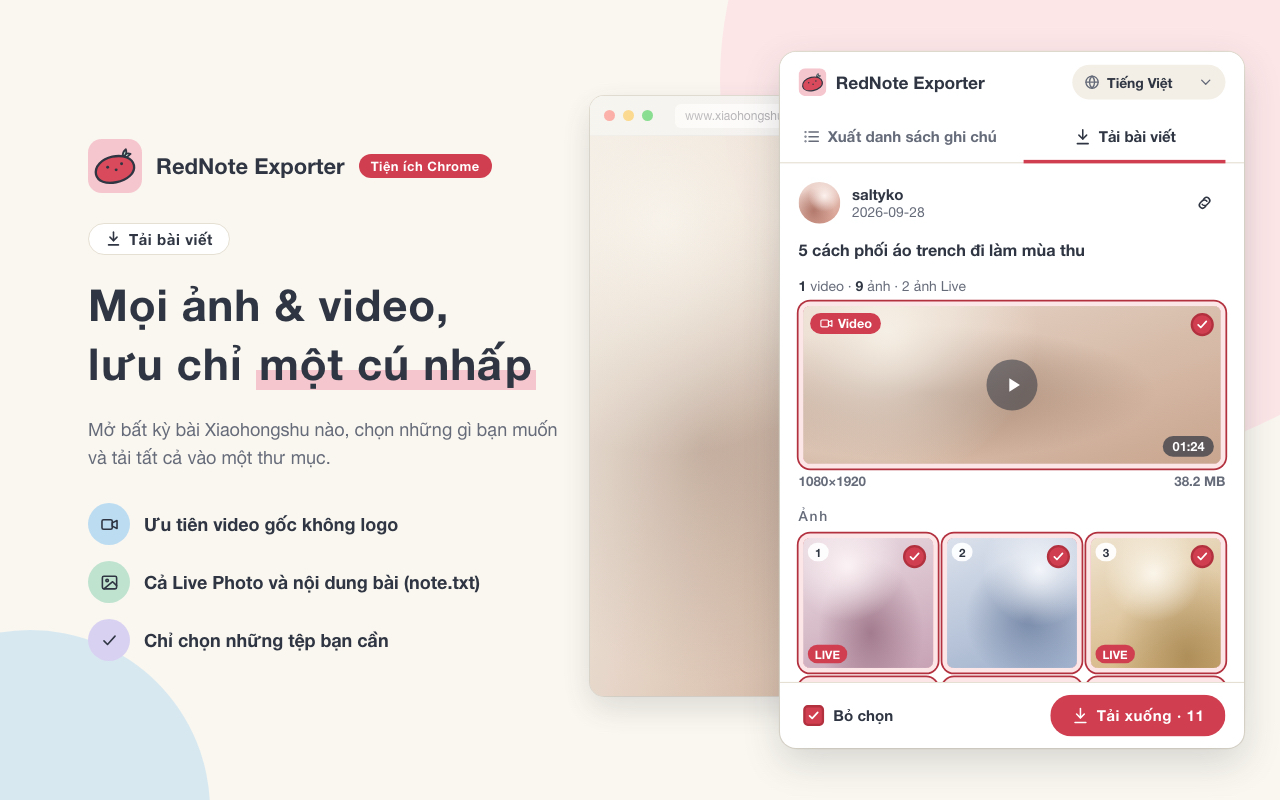 RedNote Exporter
Tiện ích Chrome
Tải bài viết
Mọi ảnh & video,
lưu chỉ một cú nhấp
Mở bất kỳ bài Xiaohongshu nào, chọn những gì bạn muốn
và tải tất cả vào một thư mục.
Ưu tiên video gốc không logo
Cả Live Photo và nội dung bài (note.txt)
Chỉ chọn những tệp bạn cần
www.xiaohongshu
RedNote Exporter
Tiếng Việt
Xuất danh sách ghi chú
Tải bài viết
saltyko
2026-09-28
5 cách phối áo trench đi làm mùa thu
1 video · 9 ảnh · 2 ảnh Live
Video
01:24
1080×1920
38.2 MB
Ảnh
1
2
3
LIVE
LIVE
Bỏ chọn
Tải xuống · 11